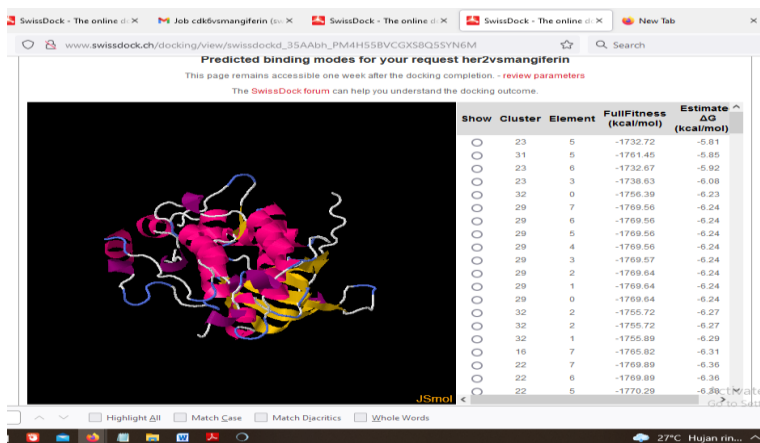 SwissDock - The online d
Job cdk6vsmangiferin (sw
SwissDock - The online di
SwissDock - The online d
New Tab
www.swissdock.ch/docking/view/swissdockd_35AAbh_PM4H55BVCGXS8Q5SYN6M
Search
Predicted binding modes for your request her2vsmangiferin
This page remains accessible one week after the docking completion. - review parameters
The SwissDock forum can help you understand the docking outcome.
Show Cluster Element FullFitness (kcal/mol) Estimate ΔG (kcal/mol)
23 5 -1732.72 -5.81
31 5 -1761.45 -5.85
23 6 -1732.67 -5.92
23 3 -1738.63 -6.08
32 0 -1756.39 -6.23
29 7 -1769.56 -6.24
29 6 -1769.56 -6.24
29 5 -1769.56 -6.24
29 4 -1769.56 -6.24
29 3 -1769.57 -6.24
29 2 -1769.64 -6.24
29 1 -1769.64 -6.24
29 0 -1769.64 -6.24
32 2 -1755.72 -6.27
32 2 -1755.72 -6.27
32 1 -1755.89 -6.29
16 7 -1765.82 -6.31
22 7 -1769.89 -6.36
22 6 -1769.89 -6.36
22 5 -1770.29
JSmol
Go to Sett
Highlight All Match Case Match Diacritics Whole Words
27°C Hujan rin...